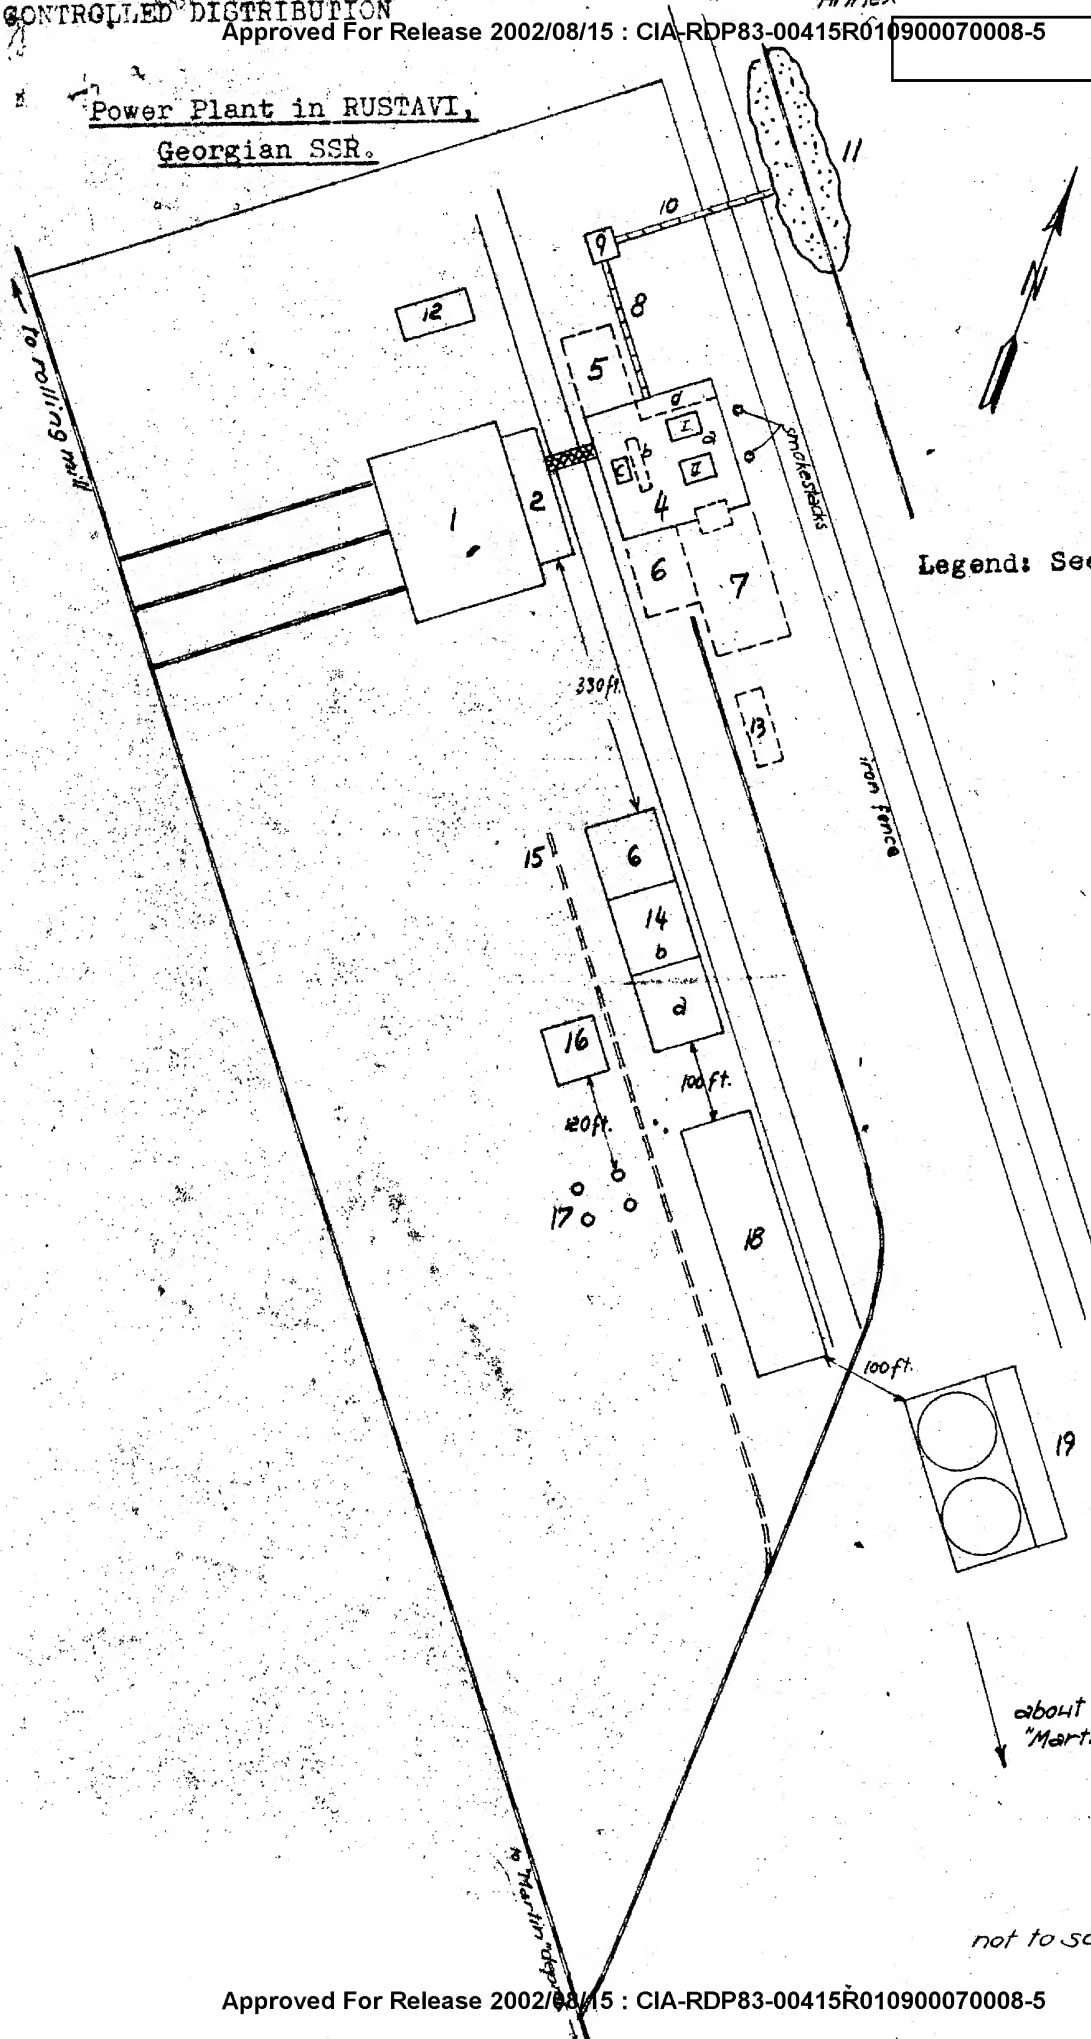 CONTROLLED DISTRIBUTION
Annex
Approved For Release 2002/08/15 : CIA-RDP83-00415R010900070008-5
Power Plant in RUSTAVI,
Georgian SSR.
11
10
9
N
8
12
to rolling mill
5
d
I
a
smokestacks
b
c
II
1
2
4
Legend: See
6
7
330ft.
13
iron fence
15
6
14
b
a
16
100ft.
120ft.
17
18
100ft.
19
about
"Mart.
to "Martin" dep
not to sc
Approved For Release 2002/08/15 : CIA-RDP83-00415R010900070008-5